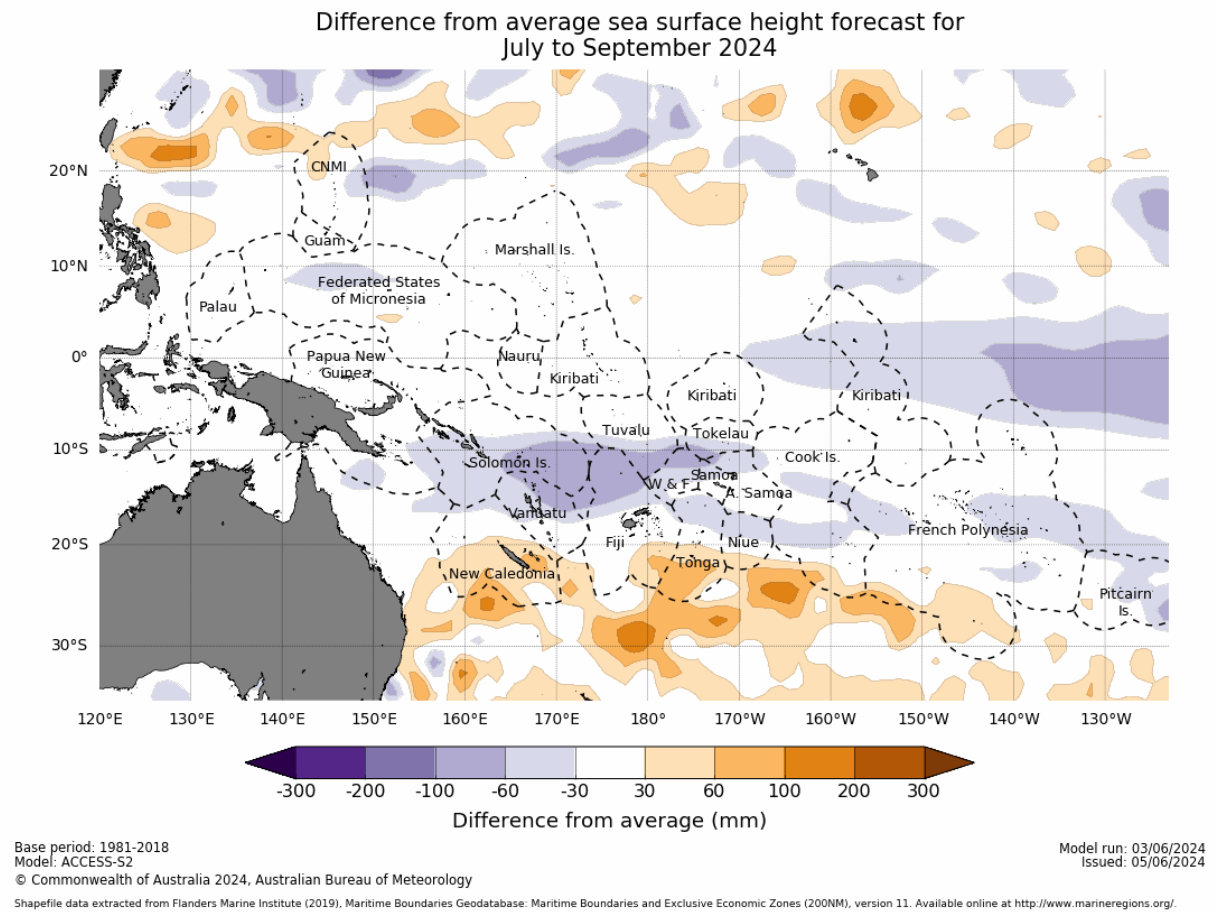 Difference from average sea surface height forecast for
July to September 2024
20°N
10°N
0°
10°S
20°S
30°S
CNMI
Guam
Marshall Is.
Federated States
of Micronesia
Palau
Papua New
Guinea
Nauru
Kiribati
Kiribati
Kiribati
Tuvalu
Tokelau
Cook Is.
Solomon Is.
Samoa
W & F
A. Samoa
Vanuatu
French Polynesia
Fiji
Niue
Tonga
New Caledonia
Pitcairn
Is.
120°E 130°E 140°E 150°E 160°E 170°E 180° 170°W 160°W 150°W 140°W 130°W
-300 -200 -100 -60 -30 30 60 100 200 300
Difference from average (mm)
Base period: 1981-2018
Model: ACCESS-S2
© Commonwealth of Australia 2024, Australian Bureau of Meteorology
Model run: 03/06/2024
Issued: 05/06/2024
Shapefile data extracted from Flanders Marine Institute (2019), Maritime Boundaries Geodatabase: Maritime Boundaries and Exclusive Economic Zones (200NM), version 11. Available online at http://www.marineregions.org/.